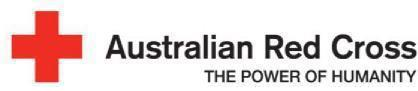 Australian Red Cross
THE POWER OF HUMANITY